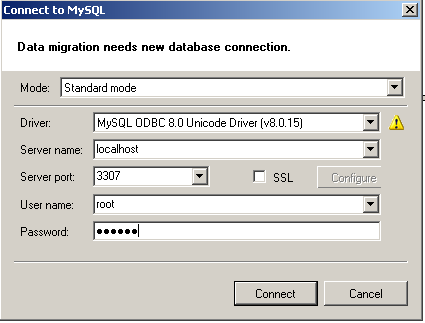 Connect to MySQL
Data migration needs new database connection.
Mode: Standard mode
Driver: MySQL ODBC 8.0 Unicode Driver (v8.0.15)
Server name: localhost
Server port: 3307 SSL Configure
User name: root
Password: ●●●●●●
Connect Cancel